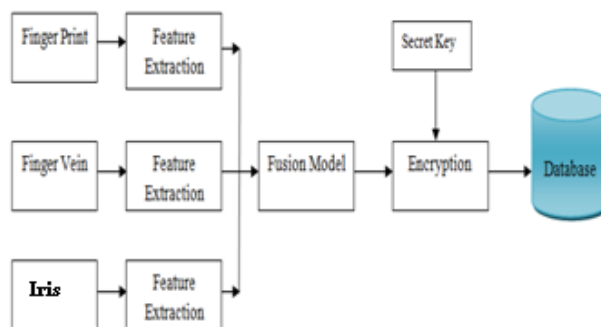 Finger Print
Feature
Extraction
Secret Key
Finger Vein
Feature
Extraction
Fusion Model
Encryption
Database
Iris
Feature
Extraction